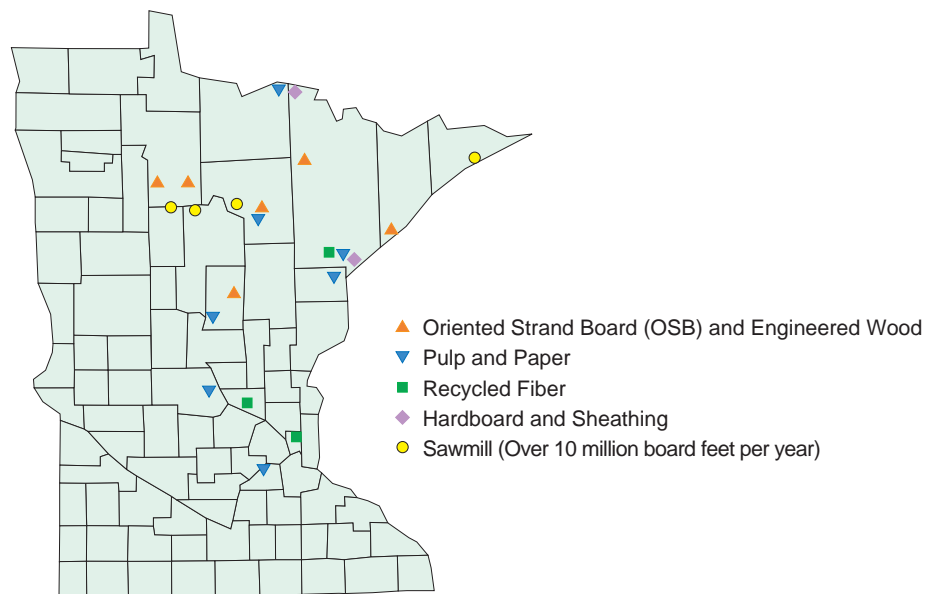 Oriented Strand Board (OSB) and Engineered Wood
Pulp and Paper
Recycled Fiber
Hardboard and Sheathing
Sawmill (Over 10 million board feet per year)